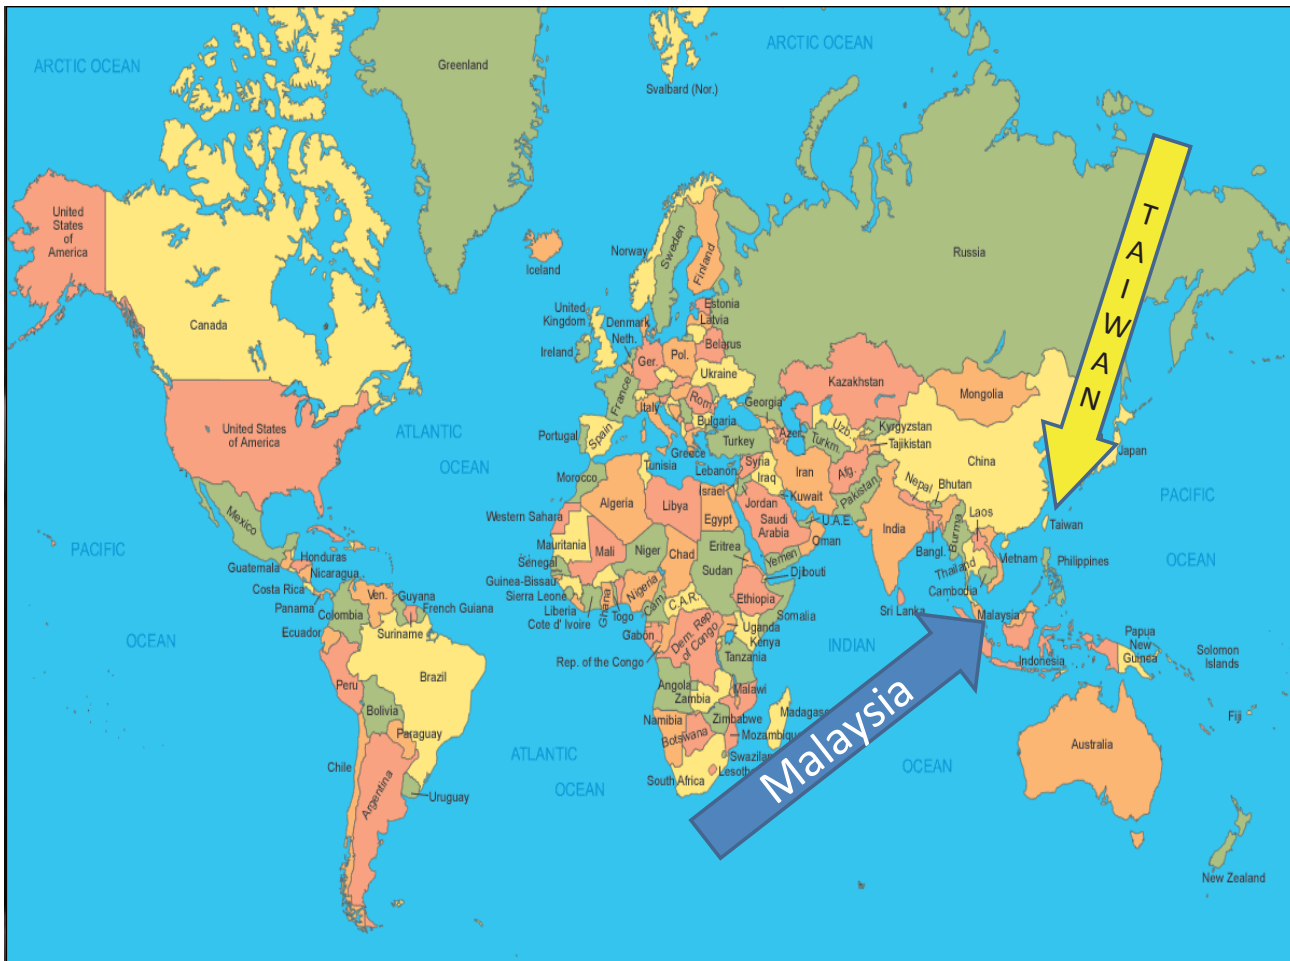 ARCTIC OCEAN
Greenland
Svalbard (Nor.)
ARCTIC OCEAN
TAIWAN
United
States
of
America
Canada
Iceland
Norway
Sweden
Finland
Russia
United
Kingdom
Ireland
Denmark
Neth.
Estonia
Latvia
Belarus
Ger.
Pol.
Ukraine
France
Rom
Italy
Bulgaria
Spain
Portugal
Greece
Georgia
Azer.
Turkey
Kazakhstan
Uzb.
Turkm.
Kyrgyzstan
Tajikistan
Mongolia
China
Japan
United States
of America
ATLANTIC
OCEAN
Mexico
PACIFIC
OCEAN
Morocco
Tunisia
Algeria
Libya
Egypt
Lebanon
Israel
Syria
Iraq
Jordan
Kuwait
Iran
Afg.
Pakistan
Saudi
Arabia
U.A.E.
Oman
Yemen
Nepal
Bhutan
India
Bangl.
Burma
Laos
Thailand
Vietnam
Cambodia
Taiwan
Philippines
Sri Lanka
PACIFIC
OCEAN
Western Sahara
Mauritania
Mali
Niger
Chad
Sudan
Eritrea
Djibouti
Ethiopia
Somalia
Senegal
Guinea-Bissau
Sierra Leone
Liberia
Cote d' Ivoire
Ghana
Togo
Nigeria
Cam.
C.A.R.
Gabon
Rep. of the Congo
Dem. Rep.
of Congo
Uganda
Kenya
Tanzania
Angola
Zambia
Malawi
Zimbabwe
Mozambique
Namibia
Botswana
South Africa
Madagas
Swazilan
Lesoth
Honduras
Guatemala
Nicaragua
Costa Rica
Panama
Ven.
Guyana
French Guiana
Suriname
Colombia
Ecuador
Peru
Brazil
Bolivia
Paraguay
Chile
Argentina
Uruguay
ATLANTIC
OCEAN
INDIAN
OCEAN
Malaysia
Malaysia
Indonesia
Papua
New
Guinea
Solomon
Islands
Fiji
Australia
New Zealand